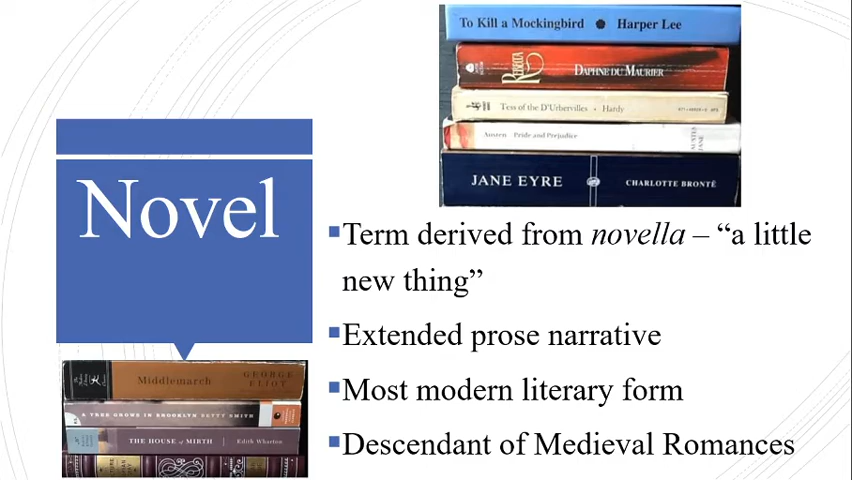 To Kill a Mockingbird Harper Lee
REBECCA DAPHNE DU MAURIER
Tess of the D'Urbervilles • Hardy
Austen Pride and Prejudice
AUSTEN JANE
JANE EYRE CHARLOTTE BRONTË
Novel
▪Term derived from novella – “a little
new thing”
▪Extended prose narrative
▪Most modern literary form
▪Descendant of Medieval Romances
Middlemarch GEORGE ELIOT
A TREE GROWS IN BROOKLYN BETTY SMITH
THE HOUSE of MIRTH Edith Wharton